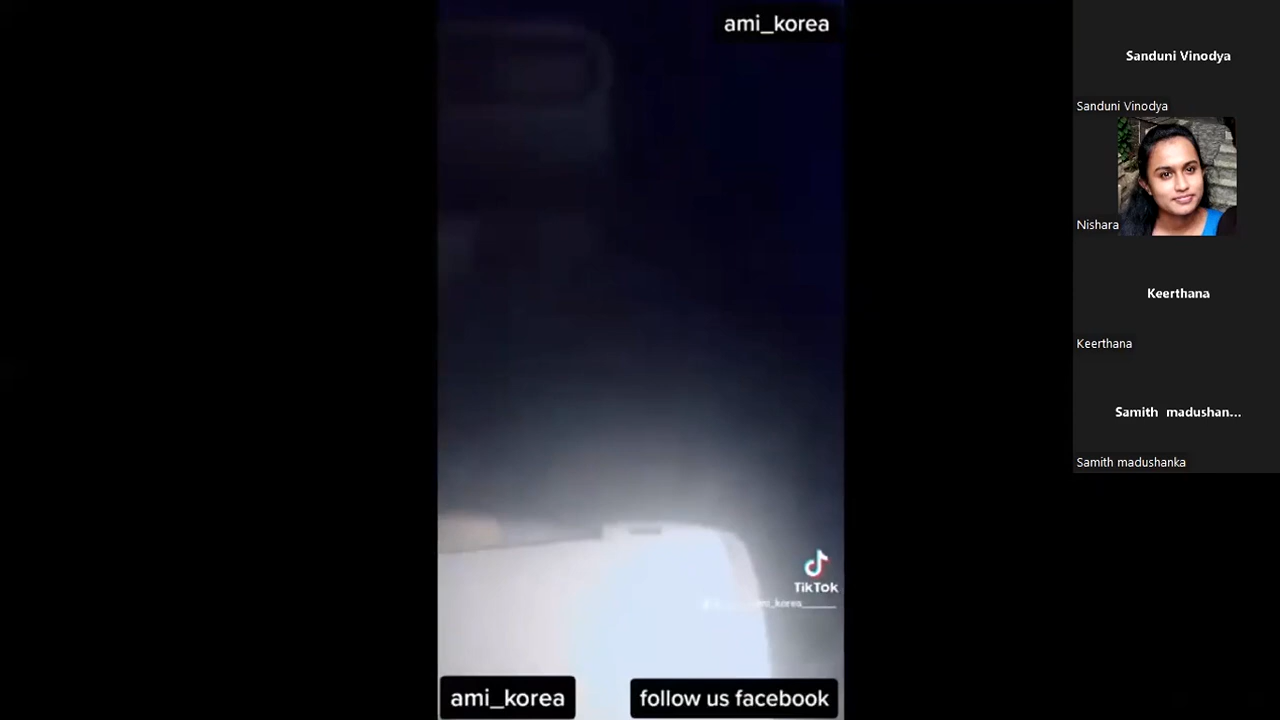 ami_korea
Sanduni Vinodya
Sanduni Vinodya
Nishara
Keerthana
Keerthana
Samith madushan...
Samith madushanka
TikTok
ami_korea
follow us facebook